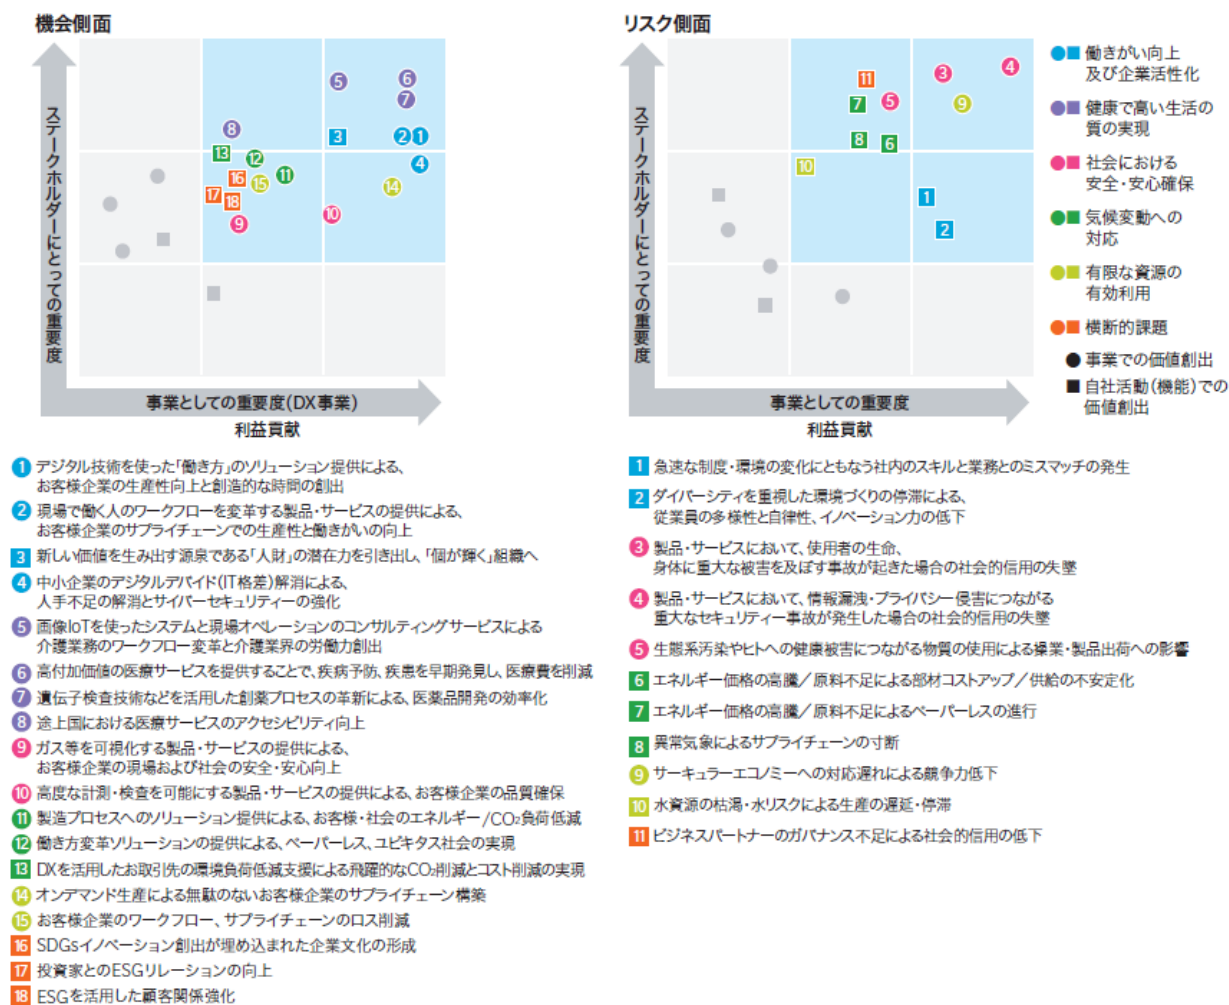 機会側面
ステークホルダーにとっての重要度
5
6
7
8
3
2
1
13
12
4
16
15
11
14
17
18
9
10
事業としての重要度(DX事業)
利益貢献
リスク側面
ステークホルダーにとっての重要度
11
3
4
7
5
9
8
6
10
1
2
事業としての重要度
利益貢献
働きがい向上
及び企業活性化
健康で高い生活の
質の実現
社会における
安全・安心確保
気候変動への
対応
有限な資源の
有効利用
横断的課題
事業での価値創出
自社活動(機能)での
価値創出
1 デジタル技術を使った「働き方」のソリューション提供による、
お客様企業の生産性向上と創造的な時間の創出
2 現場で働く人のワークフローを変革する製品・サービスの提供による、
お客様企業のサプライチェーンでの生産性と働きがいの向上
3 新しい価値を生み出す源泉である「人財」の潜在力を引き出し、「個が輝く」組織へ
4 中小企業のデジタルデバイド(IT格差)解消による、
人手不足の解消とサイバーセキュリティーの強化
5 画像IoTを使ったシステムと現場オペレーションのコンサルティングサービスによる
介護業務のワークフロー変革と介護業界の労働力創出
6 高付加価値の医療サービスを提供することで、疾病予防、疾患を早期発見し、医療費を削減
7 遺伝子検査技術などを活用した創薬プロセスの革新による、医薬品開発の効率化
8 途上国における医療サービスのアクセシビリティ向上
9 ガス等を可視化する製品・サービスの提供による、
お客様企業の現場および社会の安全・安心向上
10 高度な計測・検査を可能にする製品・サービスの提供による、お客様企業の品質確保
11 製造プロセスへのソリューション提供による、お客様・社会のエネルギー/CO₂負荷低減
12 働き方変革ソリューションの提供による、ペーパーレス、ユビキタス社会の実現
13 DXを活用したお取引先の環境負荷低減支援による飛躍的なCO₂削減とコスト削減の実現
14 オンデマンド生産による無駄のないお客様企業のサプライチェーン構築
15 お客様企業のワークフロー、サプライチェーンのロス削減
16 SDGsイノベーション創出が埋め込まれた企業文化の形成
17 投資家とのESGリレーションの向上
18 ESGを活用した顧客関係強化
1 急速な制度・環境の変化にともなう社内のスキルと業務とのミスマッチの発生
2 ダイバーシティを重視した環境づくりの停滞による、
従業員の多様性と自律性、イノベーション力の低下
3 製品・サービスにおいて、使用者の生命、
身体に重大な被害を及ぼす事故が起きた場合の社会的信用の失墜
4 製品・サービスにおいて、情報漏洩・プライバシー侵害につながる
重大なセキュリティー事故が発生した場合の社会的信用の失墜
5 生態系汚染やヒトへの健康被害につながる物質の使用による操業・製品出荷への影響
6 エネルギー価格の高騰／原料不足による部材コストアップ／供給の不安定化
7 エネルギー価格の高騰／原料不足によるペーパーレスの進行
8 異常気象によるサプライチェーンの寸断
9 サーキュラーエコノミーへの対応遅れによる競争力低下
10 水資源の枯渇・水リスクによる生産の遅延・停滞
11 ビジネスパートナーのガバナンス不足による社会的信用の低下